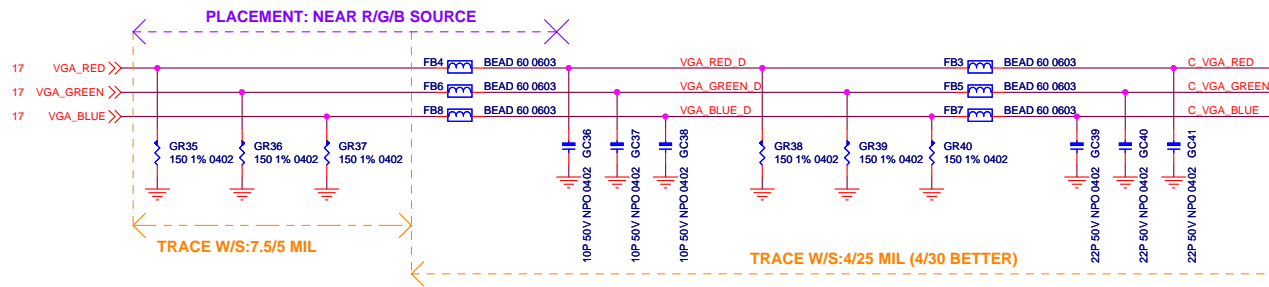 PLACEMENT: NEAR R/G/B SOURCE
17 VGA_RED FB4 BEAD 60 0603 VGA_RED_D FB3 BEAD 60 0603 C_VGA_RED
17 VGA_GREEN FB6 BEAD 60 0603 VGA_GREEN_D FB5 BEAD 60 0603 C_VGA_GREEN
17 VGA_BLUE FB8 BEAD 60 0603 VGA_BLUE_D FB7 BEAD 60 0603 C_VGA_BLUE
GR35
150 1% 0402
GR36
150 1% 0402
GR37
150 1% 0402
10P 50V NPO 0402 GC36
10P 50V NPO 0402 GC37
10P 50V NPO 0402 GC38
GR38
150 1% 0402
GR39
150 1% 0402
GR40
150 1% 0402
22P 50V NPO 0402 GC39
22P 50V NPO 0402 GC40
22P 50V NPO 0402 GC41
TRACE W/S:7.5/5 MIL
TRACE W/S:4/25 MIL (4/30 BETTER)